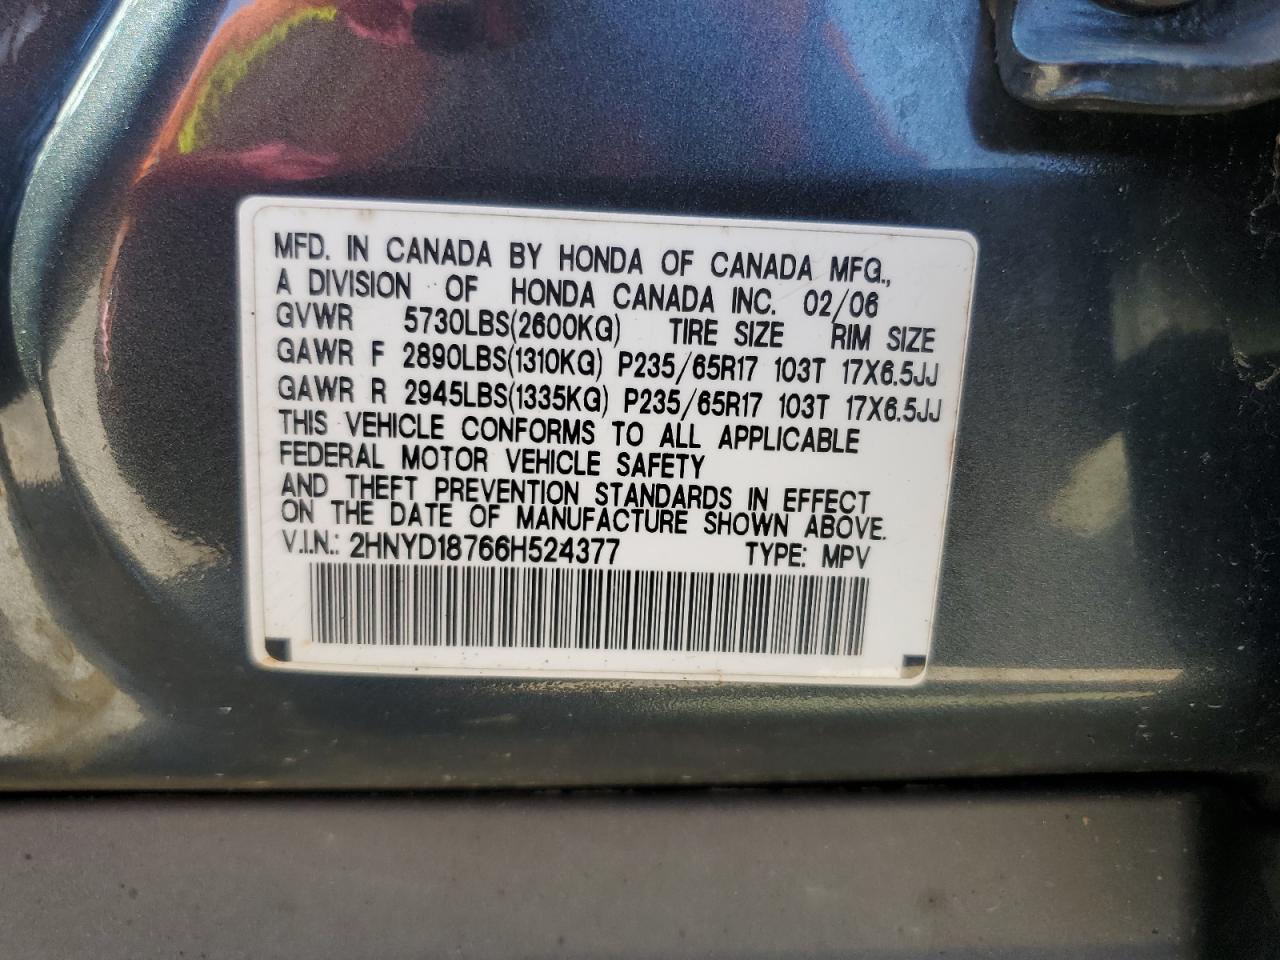 MFD. IN CANADA BY HONDA OF CANADA MFG.,
A DIVISION OF HONDA CANADA INC. 02/06
GVWR 5730LBS(2600KG) TIRE SIZE RIM SIZE
GAWR F 2890LBS(1310KG) P235/65R17 103T 17X6.5JJ
GAWR R 2945LBS(1335KG) P235/65R17 103T 17X6.5JJ
THIS VEHICLE CONFORMS TO ALL APPLICABLE
FEDERAL MOTOR VEHICLE SAFETY
AND THEFT PREVENTION STANDARDS IN EFFECT
ON THE DATE OF MANUFACTURE SHOWN ABOVE.
V.I.N.: 2HNYD18766H524377 TYPE: MPV